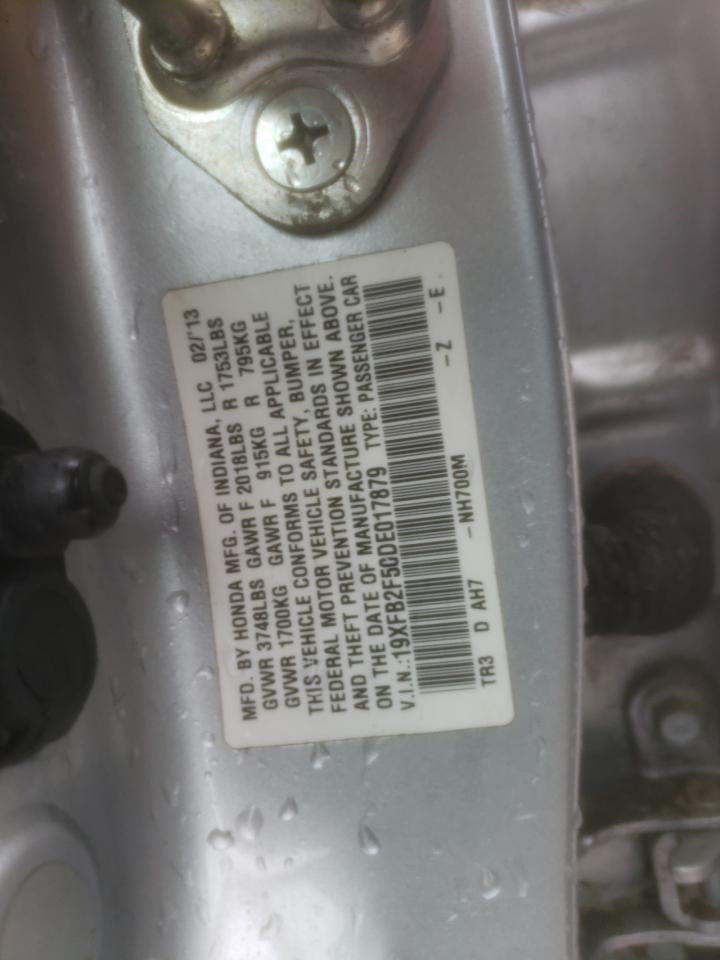 MFD. BY HONDA MFG. OF INDIANA, LLC 02/'13
GVWR 3748LBS GAWR F 2018LBS R 1753LBS
GVWR 1700KG GAWR F 915KG R 795KG
THIS VEHICLE CONFORMS TO ALL APPLICABLE
FEDERAL MOTOR VEHICLE SAFETY, BUMPER,
AND THEFT PREVENTION STANDARDS IN EFFECT
ON THE DATE OF MANUFACTURE SHOWN ABOVE.
V.I.N.:19XFB2F5CDE017879 TYPE: PASSENGER CAR
TR3 D AH7 -NH700M -Z -E